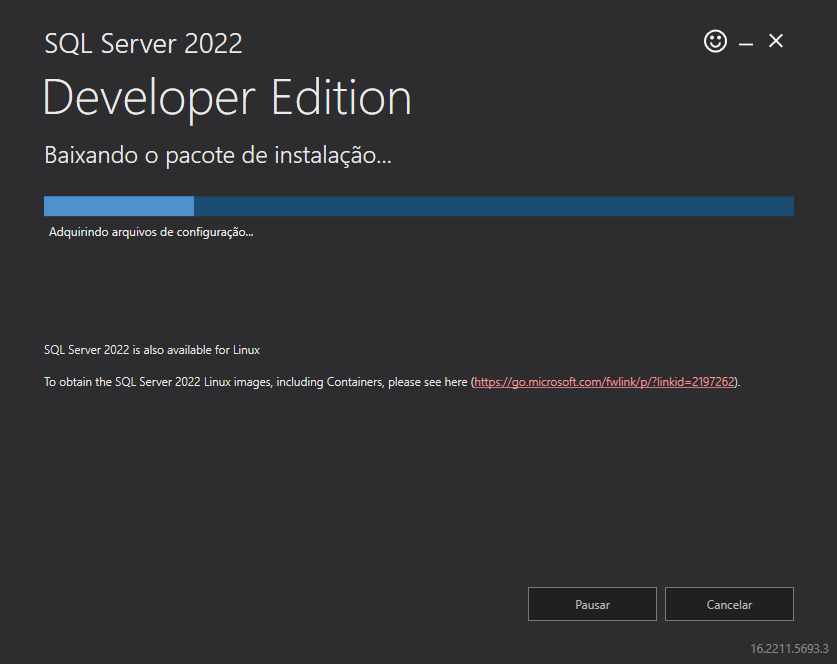 SQL Server 2022
Developer Edition
Baixando o pacote de instalação...
Adquirindo arquivos de configuração...
SQL Server 2022 is also available for Linux
To obtain the SQL Server 2022 Linux images, including Containers, please see here (https://go.microsoft.com/fwlink/p/?linkid=2197262).
Pausar
Cancelar
16.2211.5693.3